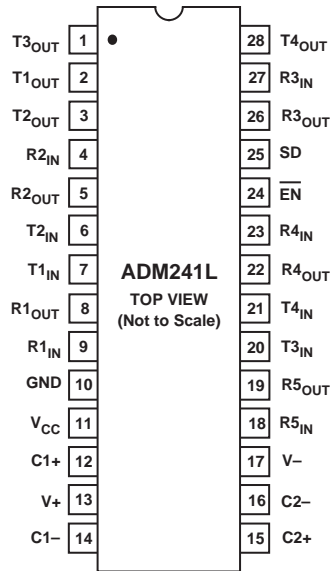 T3OUT 1 28 T4OUT
T1OUT 2 27 R3IN
T2OUT 3 26 R3OUT
R2IN 4 25 SD
R2OUT 5 24 EN
T2IN 6 23 R4IN
T1IN 7 ADM241L 22 R4OUT
R1OUT 8 TOP VIEW 21 T4IN
R1IN 9 (Not to Scale) 20 T3IN
GND 10 19 R5OUT
VCC 11 18 R5IN
C1+ 12 17 V–
V+ 13 16 C2–
C1– 14 15 C2+